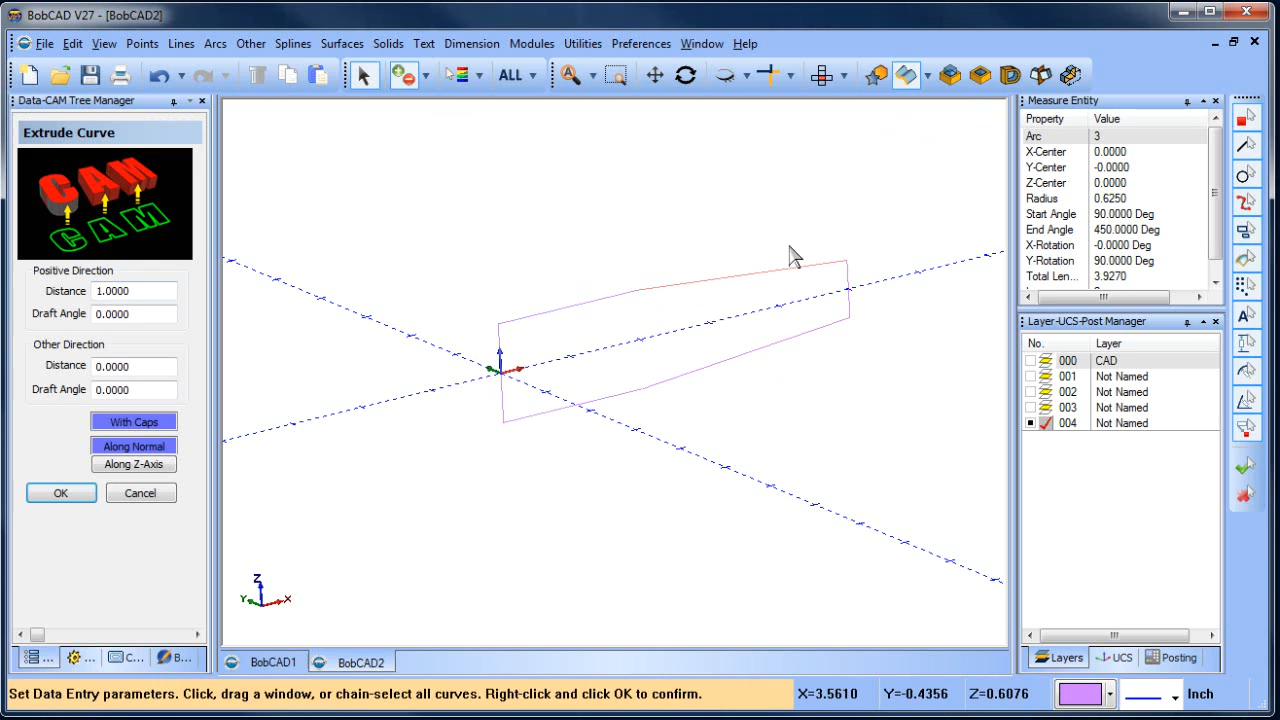 BobCAD V27 - [BobCAD2]
File Edit View Points Lines Arcs Other Splines Surfaces Solids Text Dimension Modules Utilities Preferences Window Help
ALL
Data-CAM Tree Manager
Extrude Curve
CAM
CAM
Positive Direction
Distance 1.0000
Draft Angle 0.0000
Other Direction
Distance 0.0000
Draft Angle 0.0000
With Caps
Along Normal
Along Z-Axis
OK Cancel
... ... C... B...
Z
Y X
BobCAD1 BobCAD2
Measure Entity
Property Value
Arc 3
X-Center 0.0000
Y-Center -0.0000
Z-Center 0.0000
Radius 0.6250
Start Angle 90.0000 Deg
End Angle 450.0000 Deg
X-Rotation -0.0000 Deg
Y-Rotation 90.0000 Deg
Total Len... 3.9270
Layer-UCS-Post Manager
No. Layer
000 CAD
001 Not Named
002 Not Named
003 Not Named
004 Not Named
Layers UCS Posting
A
Set Data Entry parameters. Click, drag a window, or chain-select all curves. Right-click and click OK to confirm.
X=3.5610 Y=-0.4356 Z=0.6076 Inch